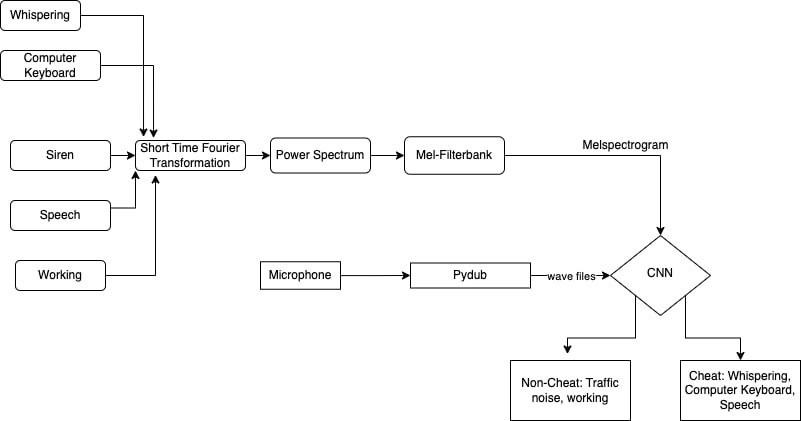 Whispering
Computer
Keyboard
Siren
Short Time Fourier
Transformation
Power Spectrum
Mel-Filterbank
Melspectrogram
Speech
Working
Microphone
Pydub
wave files
CNN
Non-Cheat: Traffic
noise, working
Cheat: Whispering,
Computer Keyboard,
Speech